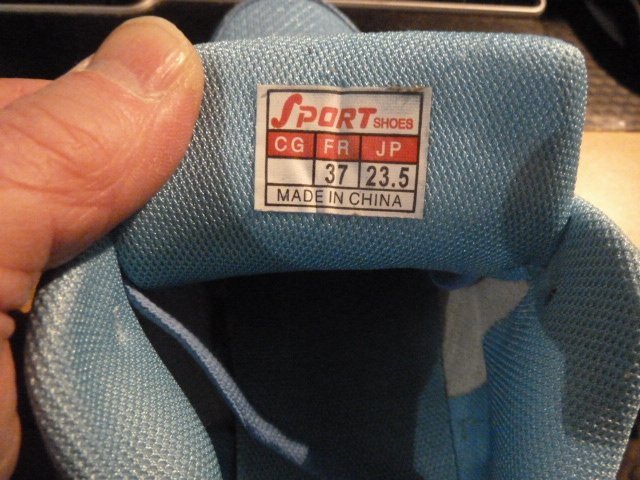 SPORT SHOES
CG FR JP
37 23.5
MADE IN CHINA